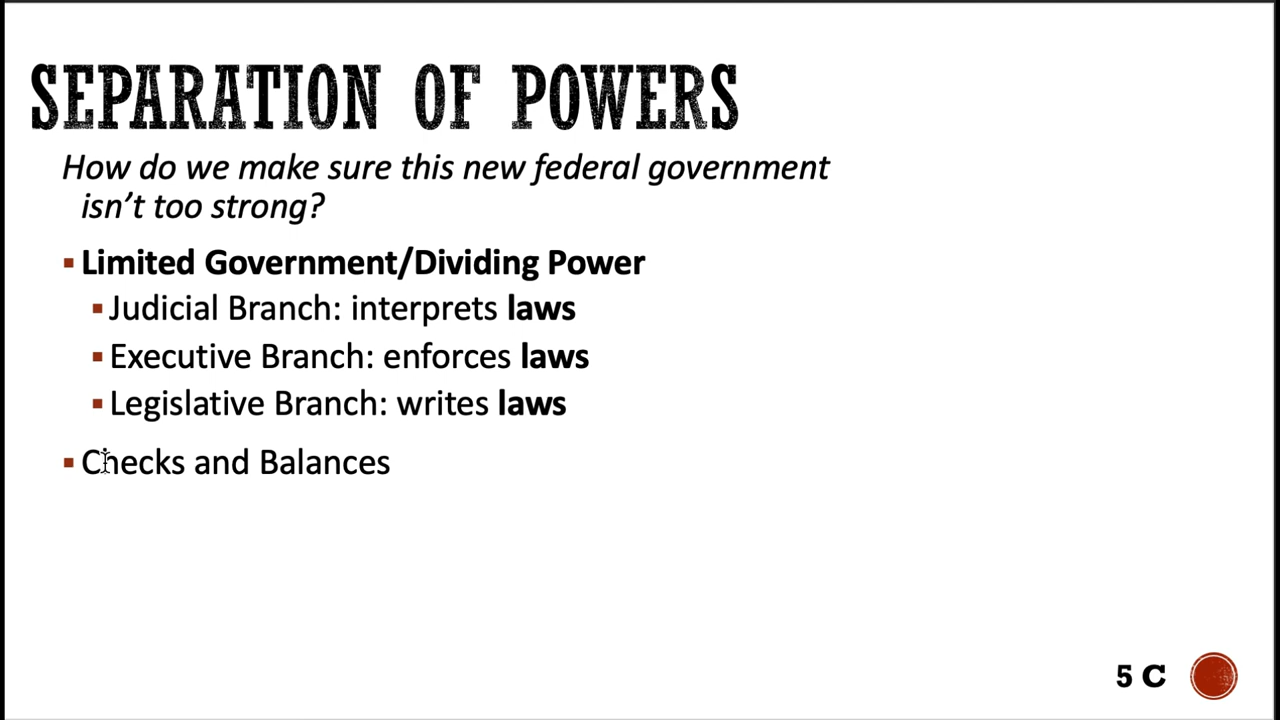 SEPARATION OF POWERS
How do we make sure this new federal government
isn't too strong?
Limited Government/Dividing Power
Judicial Branch: interprets laws
Executive Branch: enforces laws
Legislative Branch: writes laws
Checks and Balances
5 C